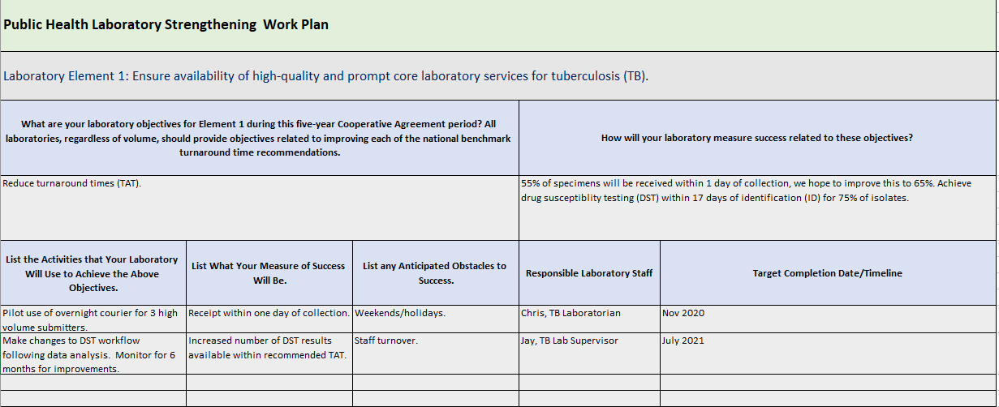 Public Health Laboratory Strengthening  Work Plan
Laboratory Element 1: Ensure availability of high-quality and prompt core laboratory services for tuberculosis (TB).
What are your laboratory objectives for Element 1 during this five-year Cooperative Agreement period? All
laboratories, regardless of volume, should provide objectives related to improving each of the national benchmark
turnaround time recommendations.
How will your laboratory measure success related to these objectives?
Reduce turnaround times (TAT).
55% of specimens will be received within 1 day of collection, we hope to improve this to 65%. Achieve
drug susceptiblity testing (DST) within 17 days of identification (ID) for 75% of isolates.
List the Activities that Your Laboratory
Will Use to Achieve the Above
Objectives.
List What Your Measure of Success
Will Be.
List any Anticipated Obstacles to
Success.
Responsible Laboratory Staff
Target Completion Date/Timeline
Pilot use of overnight courier for 3 high
volume submitters.
Receipt within one day of collection.
Weekends/holidays.
Chris, TB Laboratorian
Nov 2020
Make changes to DST workflow
following data analysis.  Monitor for 6
months for improvements.
Increased number of DST results
available within recommended TAT.
Staff turnover.
Jay, TB Lab Supervisor
July 2021